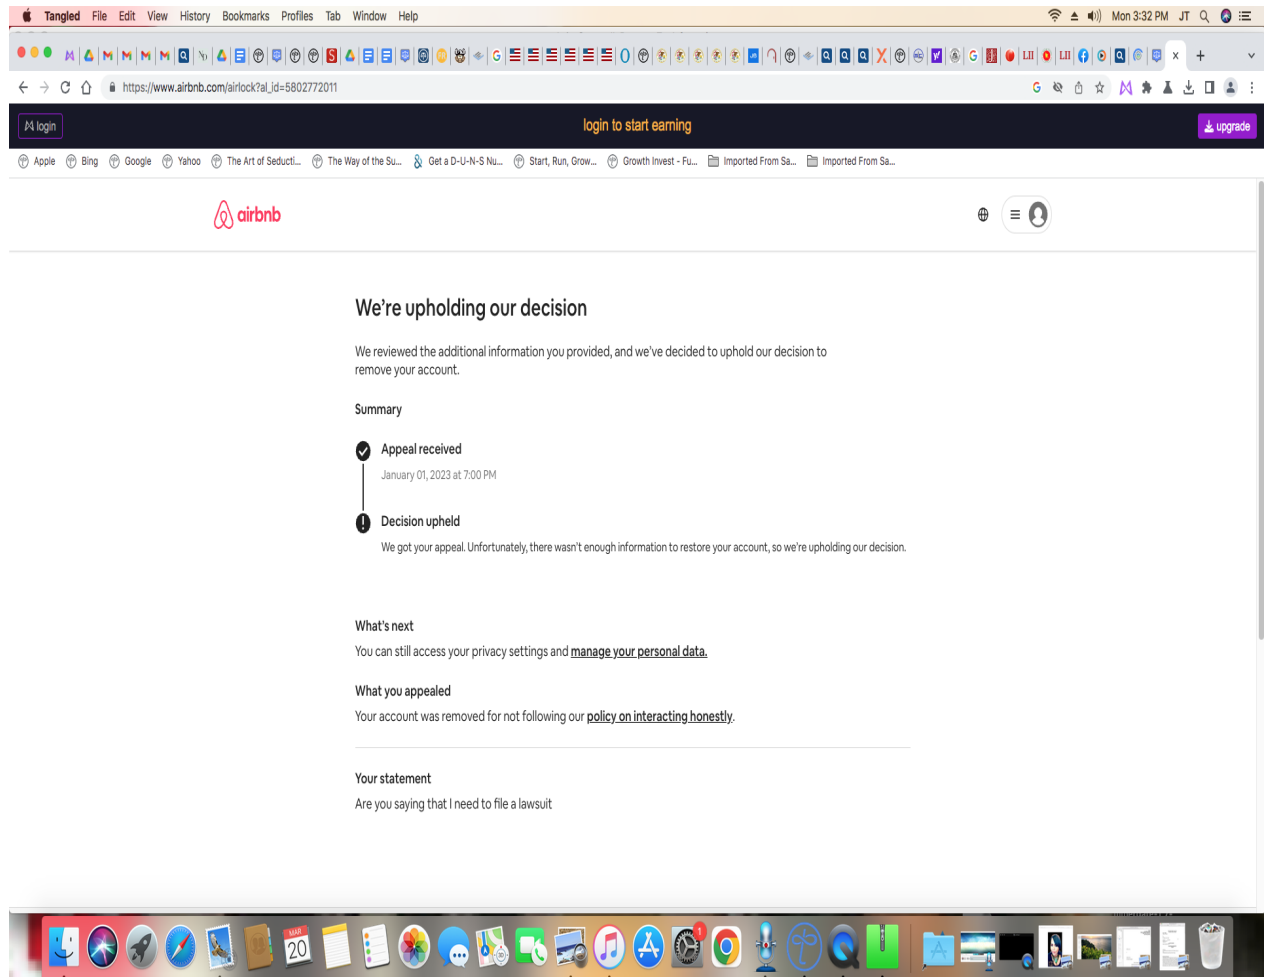 Tangled File Edit View History Bookmarks Profiles Tab Window Help Mon 3:32 PM JT
https://www.airbnb.com/airlock?al_id=5802772011
login login to start earning upgrade
Apple Bing Google Yahoo The Art of Seducti... The Way of the Su... Get a D-U-N-S Nu... Start, Run, Grow... Growth Invest - Fu... Imported From Sa... Imported From Sa...
airbnb
We're upholding our decision
We reviewed the additional information you provided, and we've decided to uphold our decision to
remove your account.
Summary
Appeal received
January 01, 2023 at 7:00 PM
Decision upheld
We got your appeal. Unfortunately, there wasn't enough information to restore your account, so we're upholding our decision.
What's next
You can still access your privacy settings and manage your personal data.
What you appealed
Your account was removed for not following our policy on interacting honestly.
Your statement
Are you saying that I need to file a lawsuit
MAR
20
1